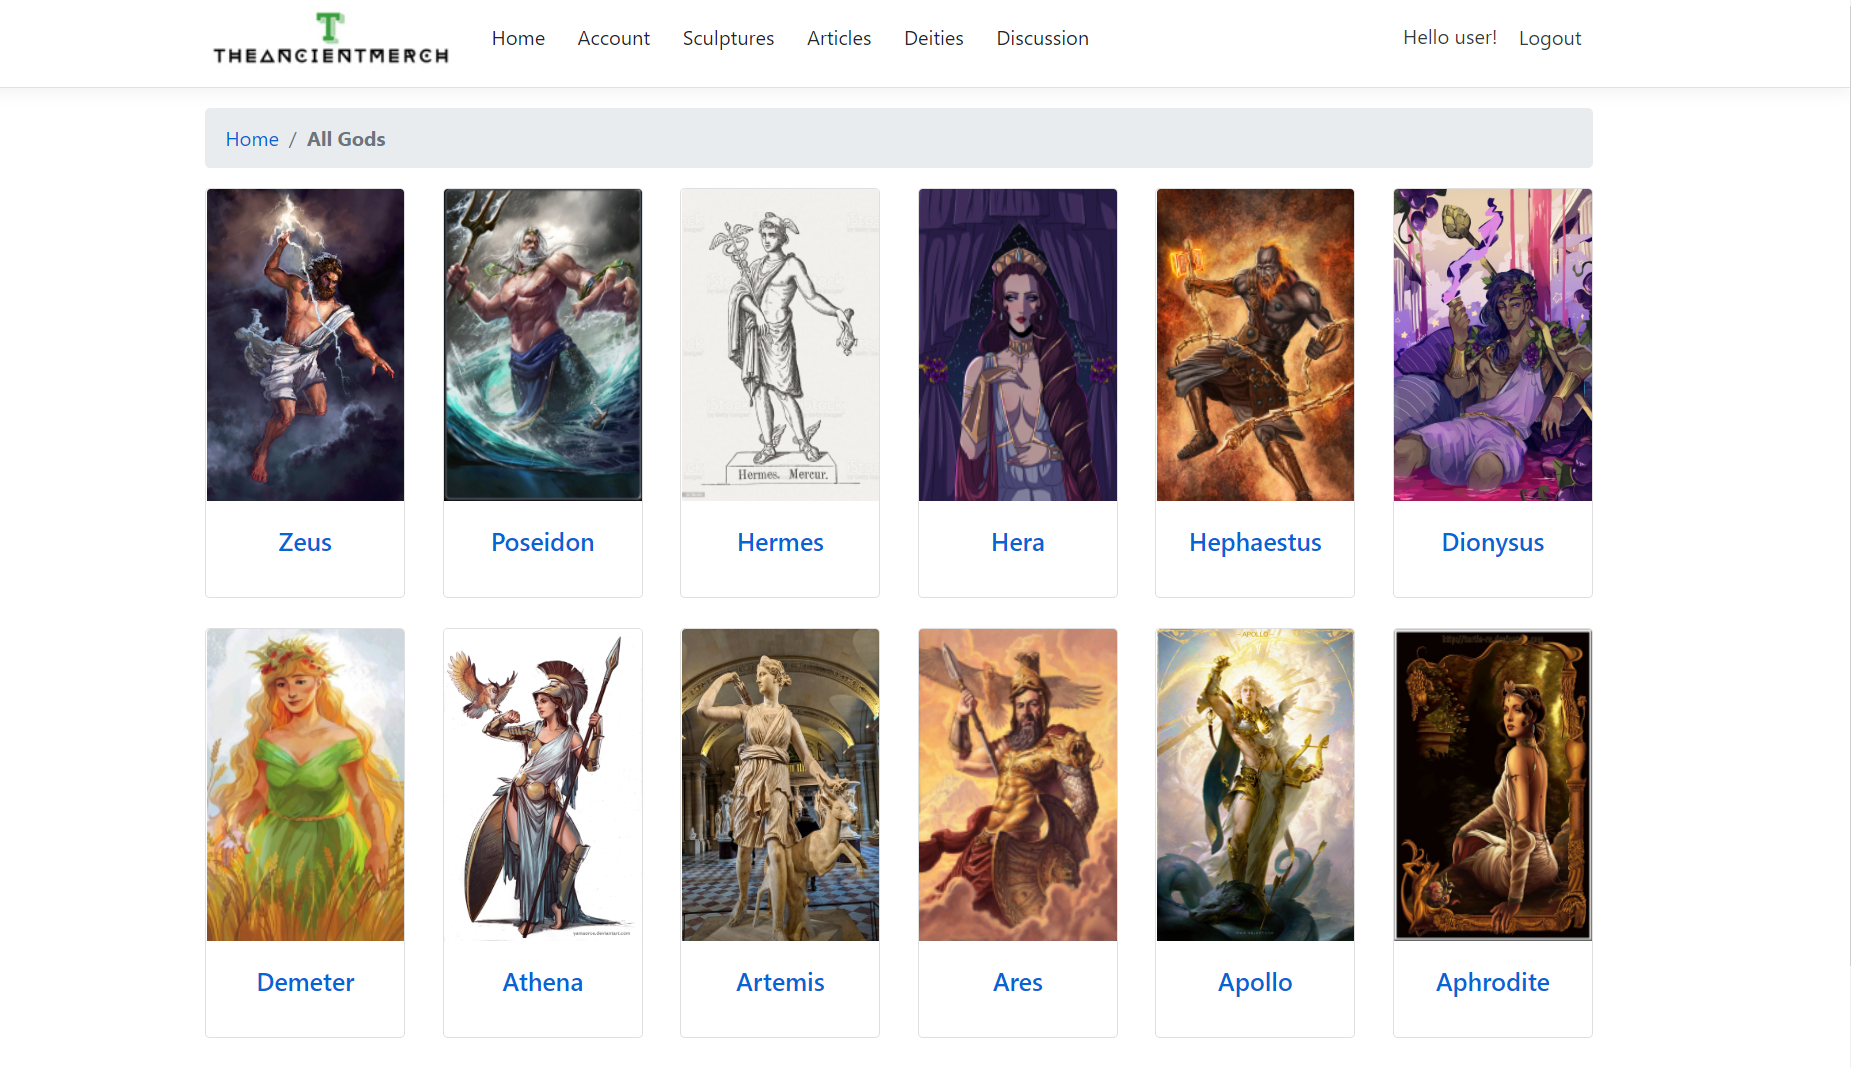 T
THEANCIENTMERCH
Home Account Sculptures Articles Deities Discussion
Hello user! Logout
Home / All Gods
Hermes. Mercur.
Zeus
Poseidon
Hermes
Hera
Hephaestus
Dionysus
APOLLO
Demeter
Athena
Artemis
Ares
Apollo
Aphrodite